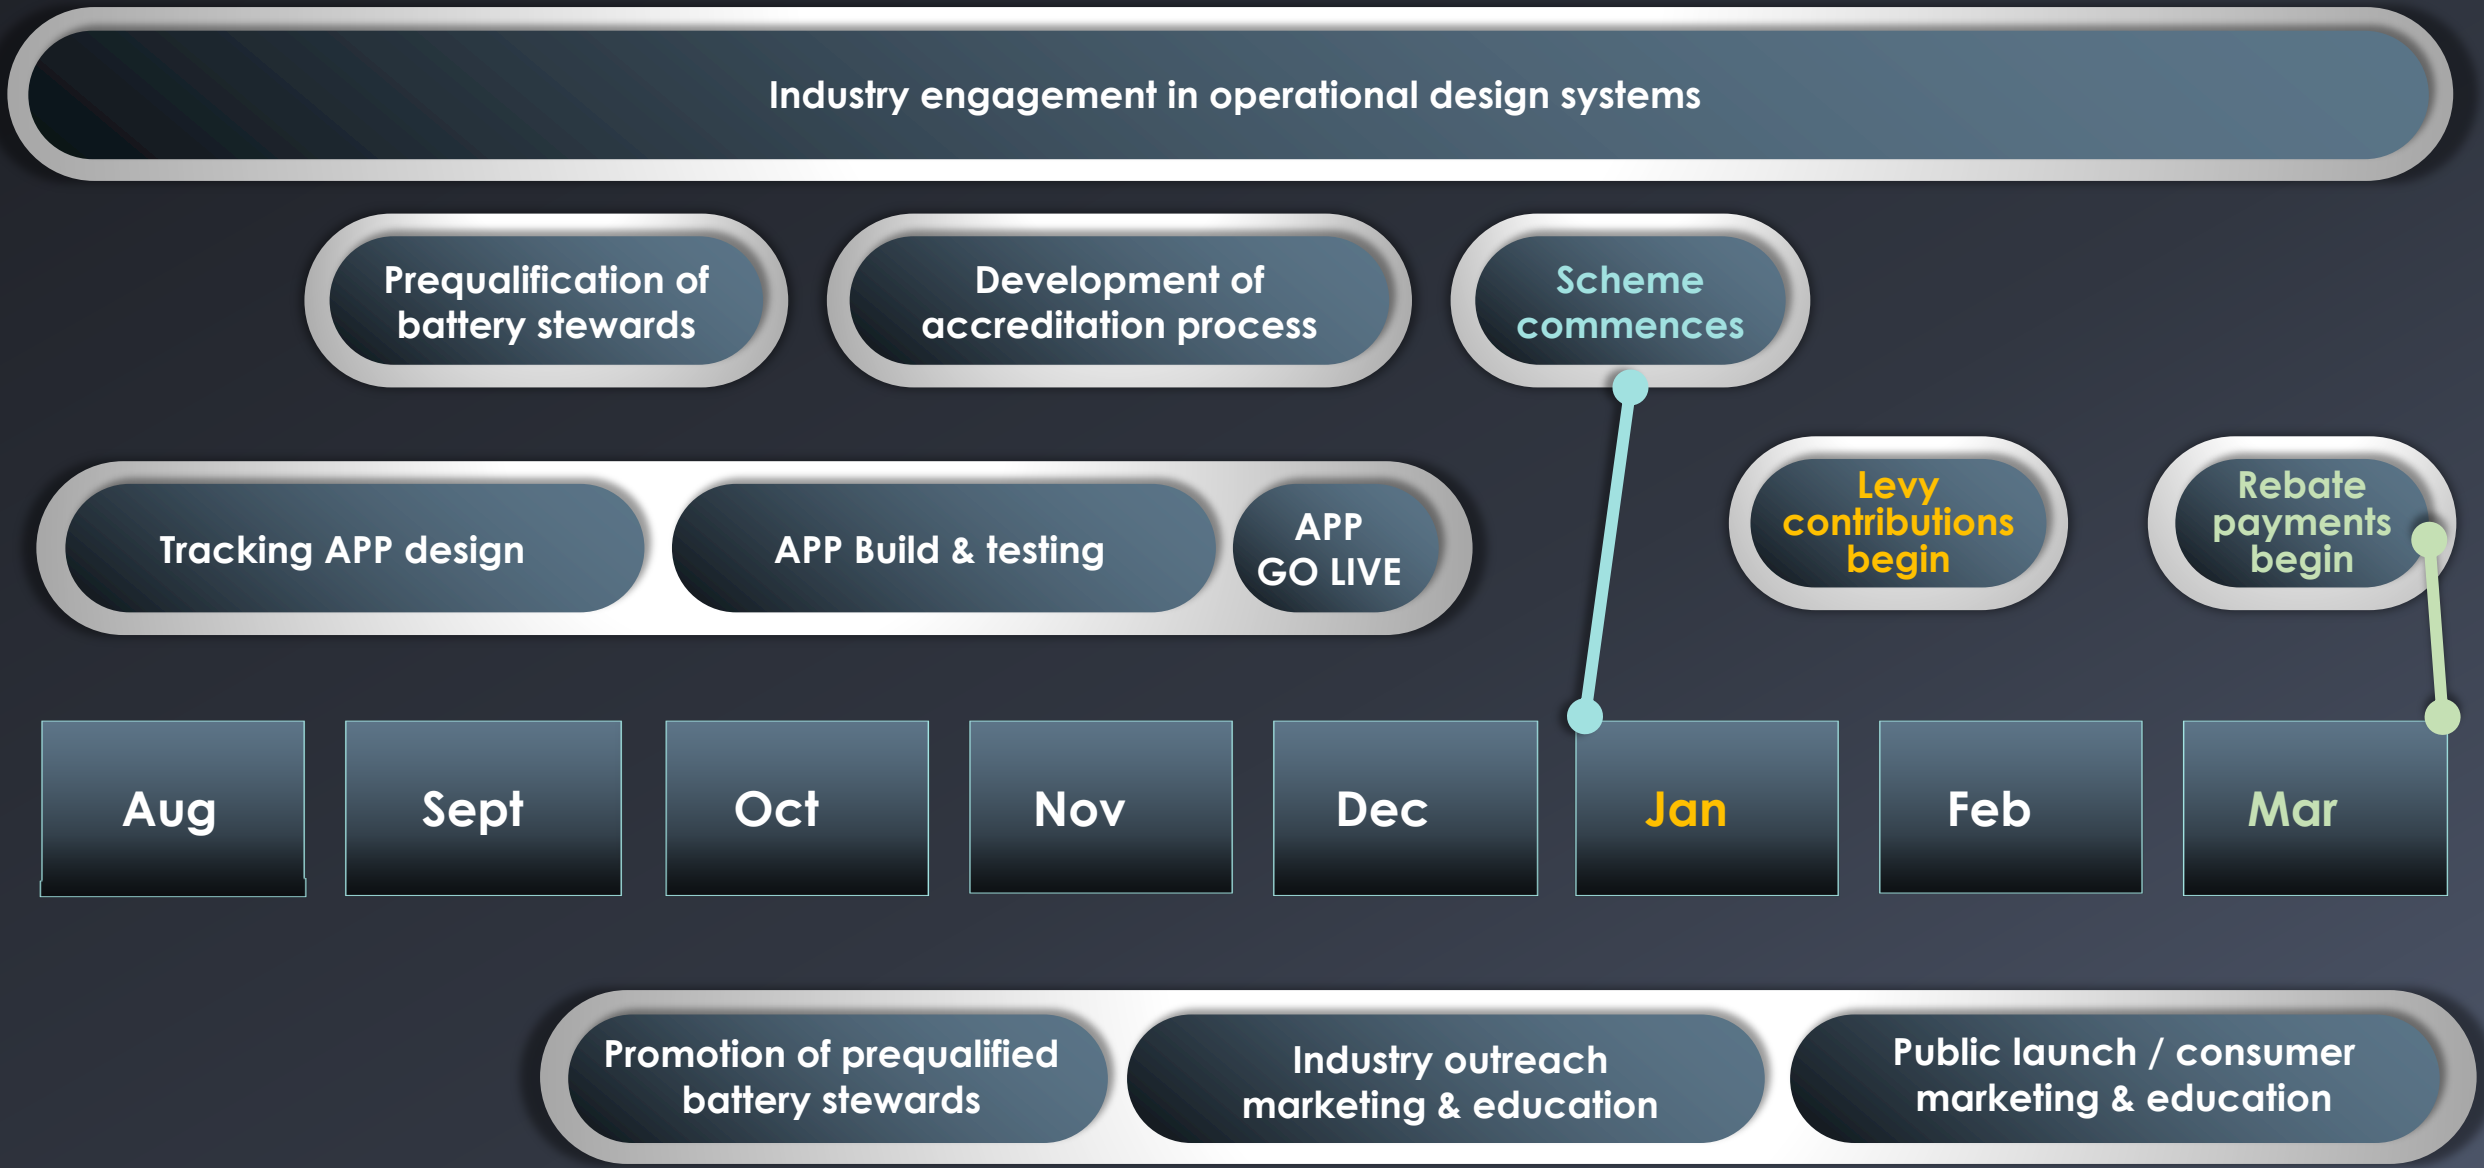 Industry engagement in operational design systems
Prequalification of
battery stewards
Development of
accreditation process
Scheme
commences
Tracking APP design
APP Build & testing
APP
GO LIVE
Levy
contributions
begin
Rebate
payments
begin
Aug
Sept
Oct
Nov
Dec
Jan
Feb
Mar
Promotion of prequalified
battery stewards
Industry outreach
marketing & education
Public launch / consumer
marketing & education